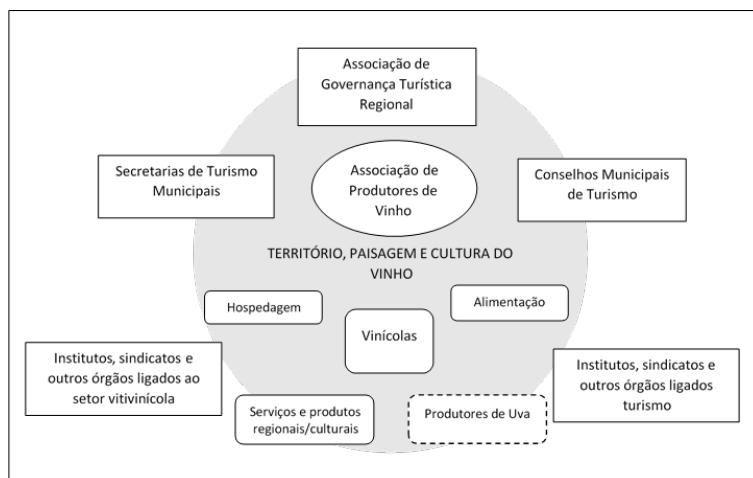 Associação de
Governança Turística
Regional
Secretarias de Turismo
Municipais
Associação de
Produtores de
Vinho
Conselhos Municipais
de Turismo
TERRITÓRIO, PAISAGEM E CULTURA DO
VINHO
Hospedagem
Alimentação
Vinícolas
Institutos, sindicatos e
outros órgãos ligados ao
setor vitivinícola
Institutos, sindicatos e
outros órgãos ligados
turismo
Serviços e produtos
regionais/culturais
Produtores de Uva